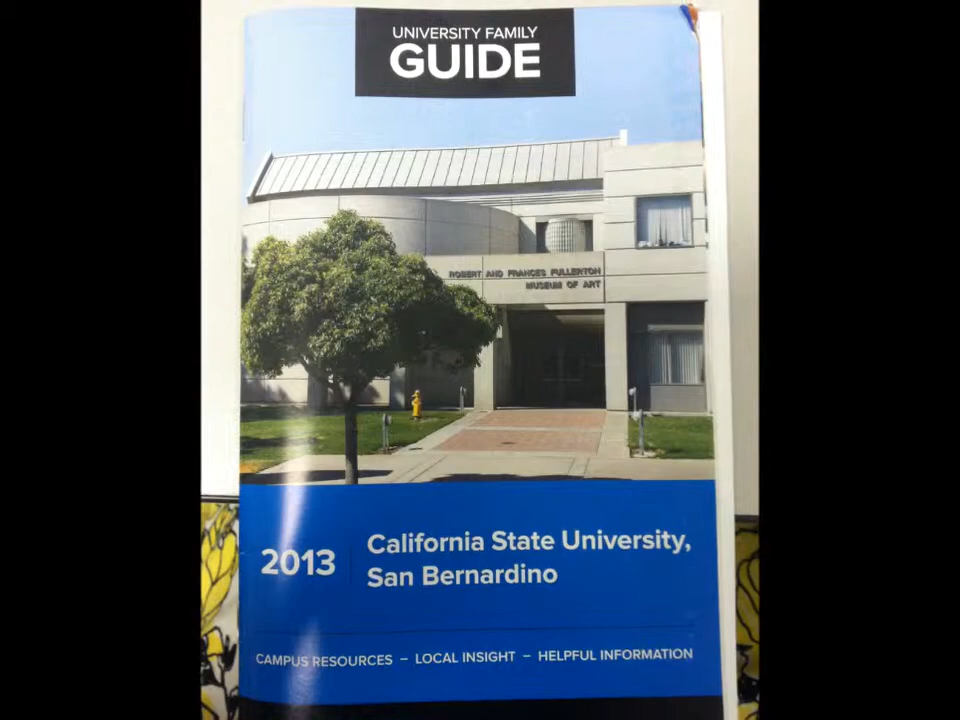 UNIVERSITY FAMILY
GUIDE
ROBERT AND FRANCES FULLERTON
MUSEUM OF ART
2013
California State University,
San Bernardino
CAMPUS RESOURCES – LOCAL INSIGHT – HELPFUL INFORMATION